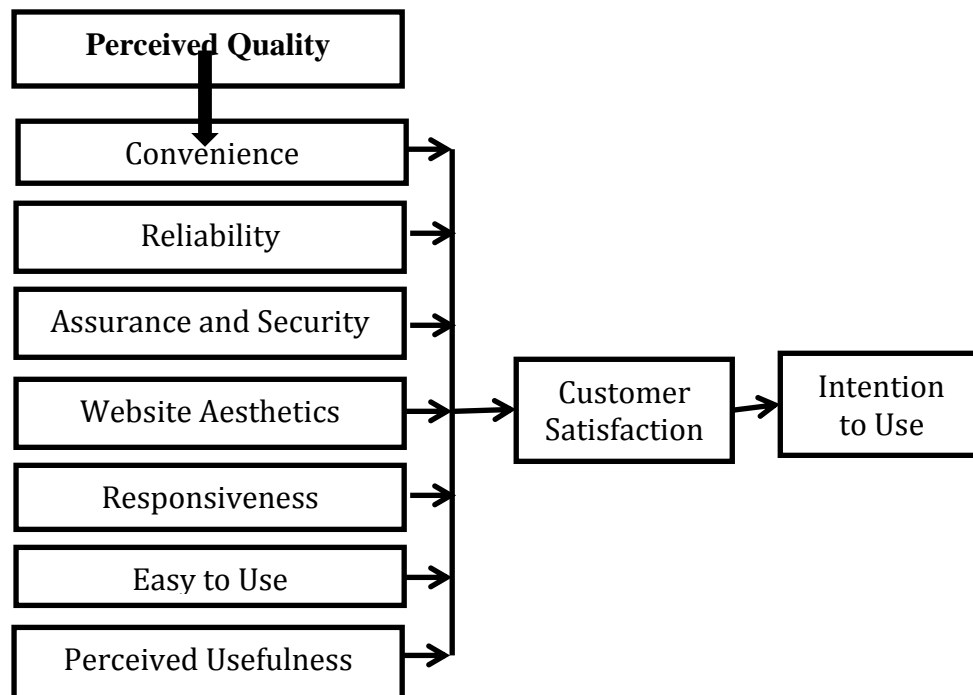 Perceived Quality
Convenience
Reliability
Assurance and Security
Website Aesthetics
Responsiveness
Easy to Use
Perceived Usefulness
Customer
Satisfaction
Intention
to Use